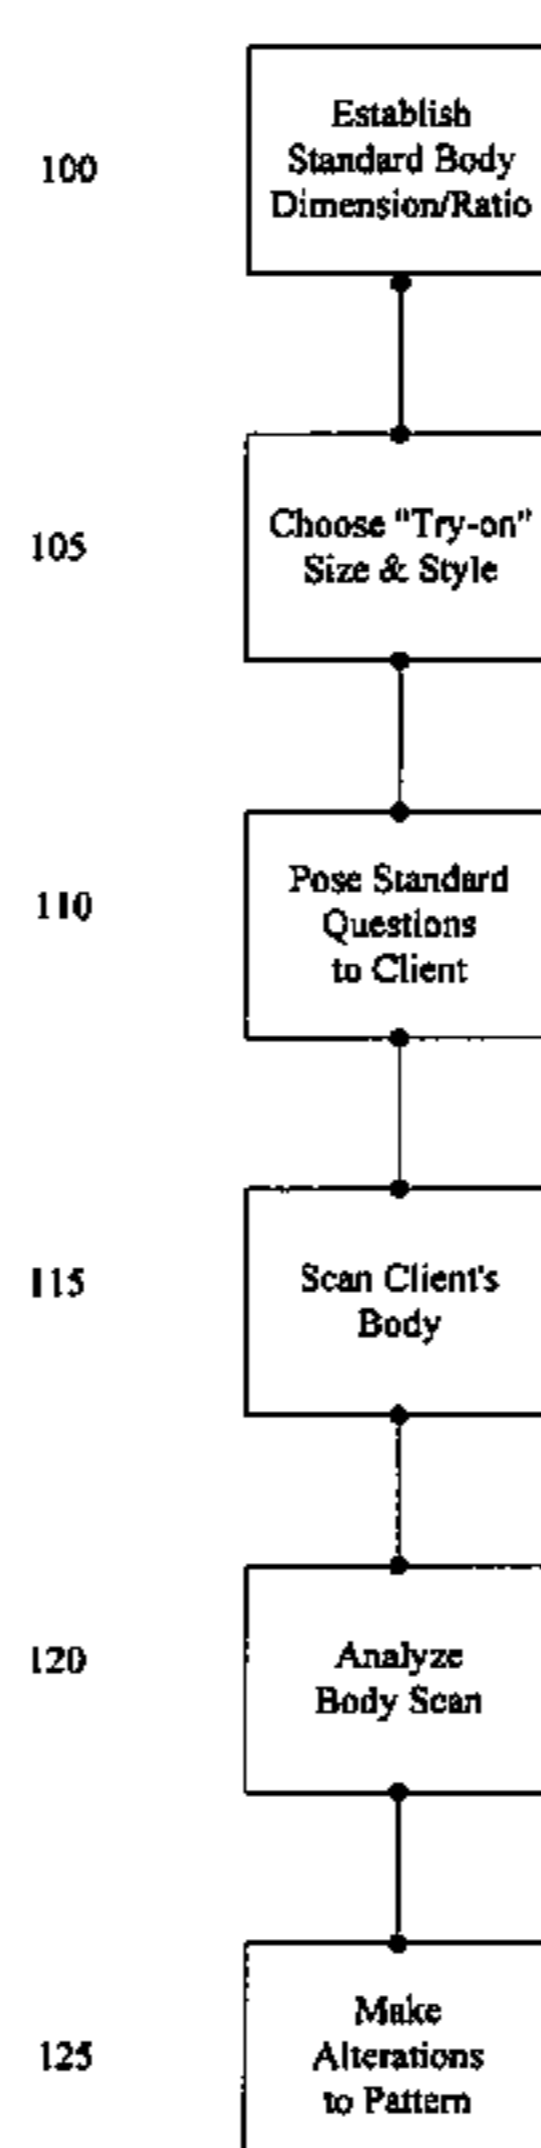 100
Establish
Standard Body
Dimension/Ratio
105
Choose "Try-on"
Size & Style
110
Pose Standard
Questions
to Client
115
Scan Client's
Body
120
Analyze
Body Scan
125
Make
Alterations
to Pattern